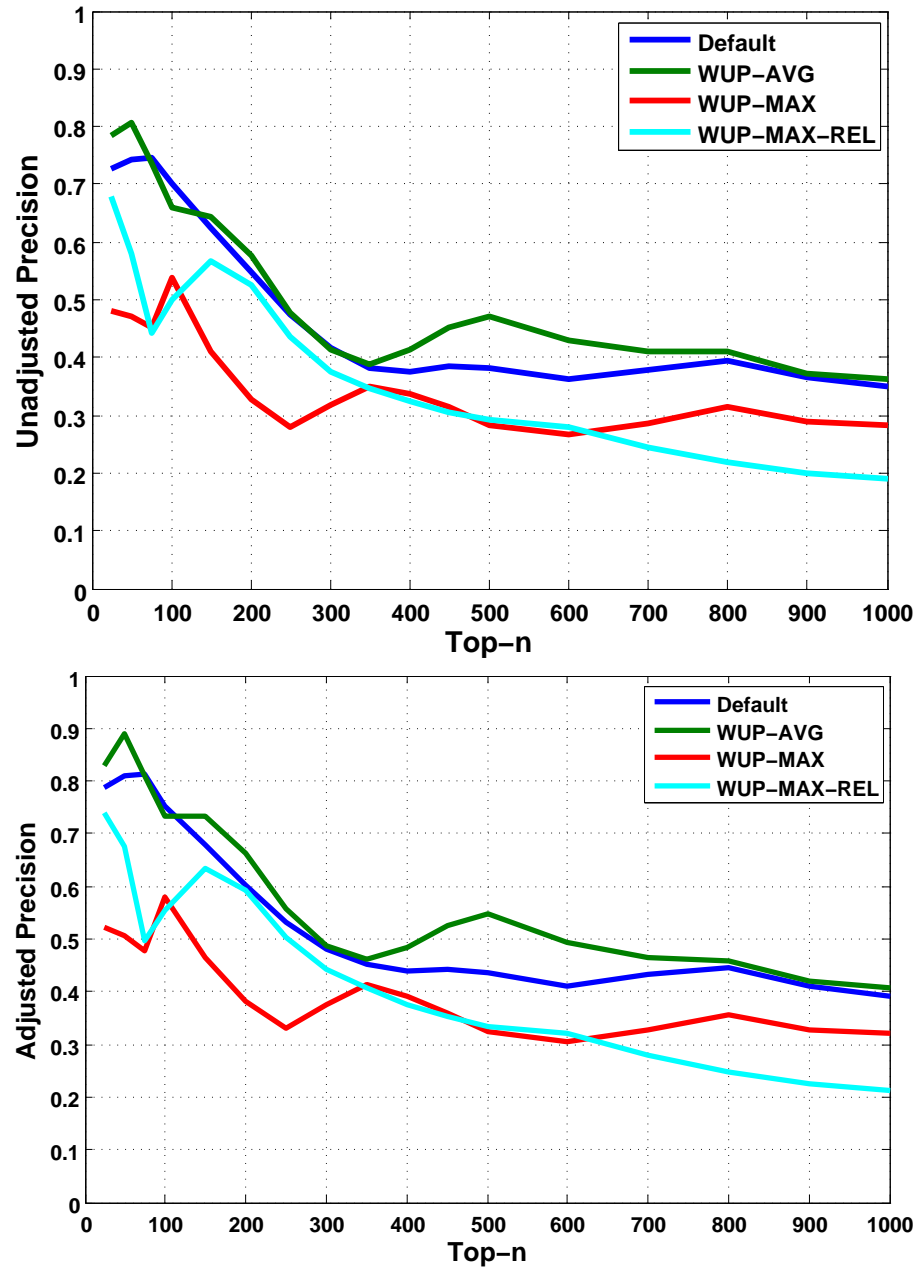 1
0.9
0.8
0.7
0.6
0.5
0.4
0.3
0.2
0.1
0
Unadjusted Precision
Default
WUP-AVG
WUP-MAX
WUP-MAX-REL
0 100 200 300 400 500 600 700 800 900 1000
Top-n
1
0.9
0.8
0.7
0.6
0.5
0.4
0.3
0.2
0.1
0
Adjusted Precision
Default
WUP-AVG
WUP-MAX
WUP-MAX-REL
0 100 200 300 400 500 600 700 800 900 1000
Top-n